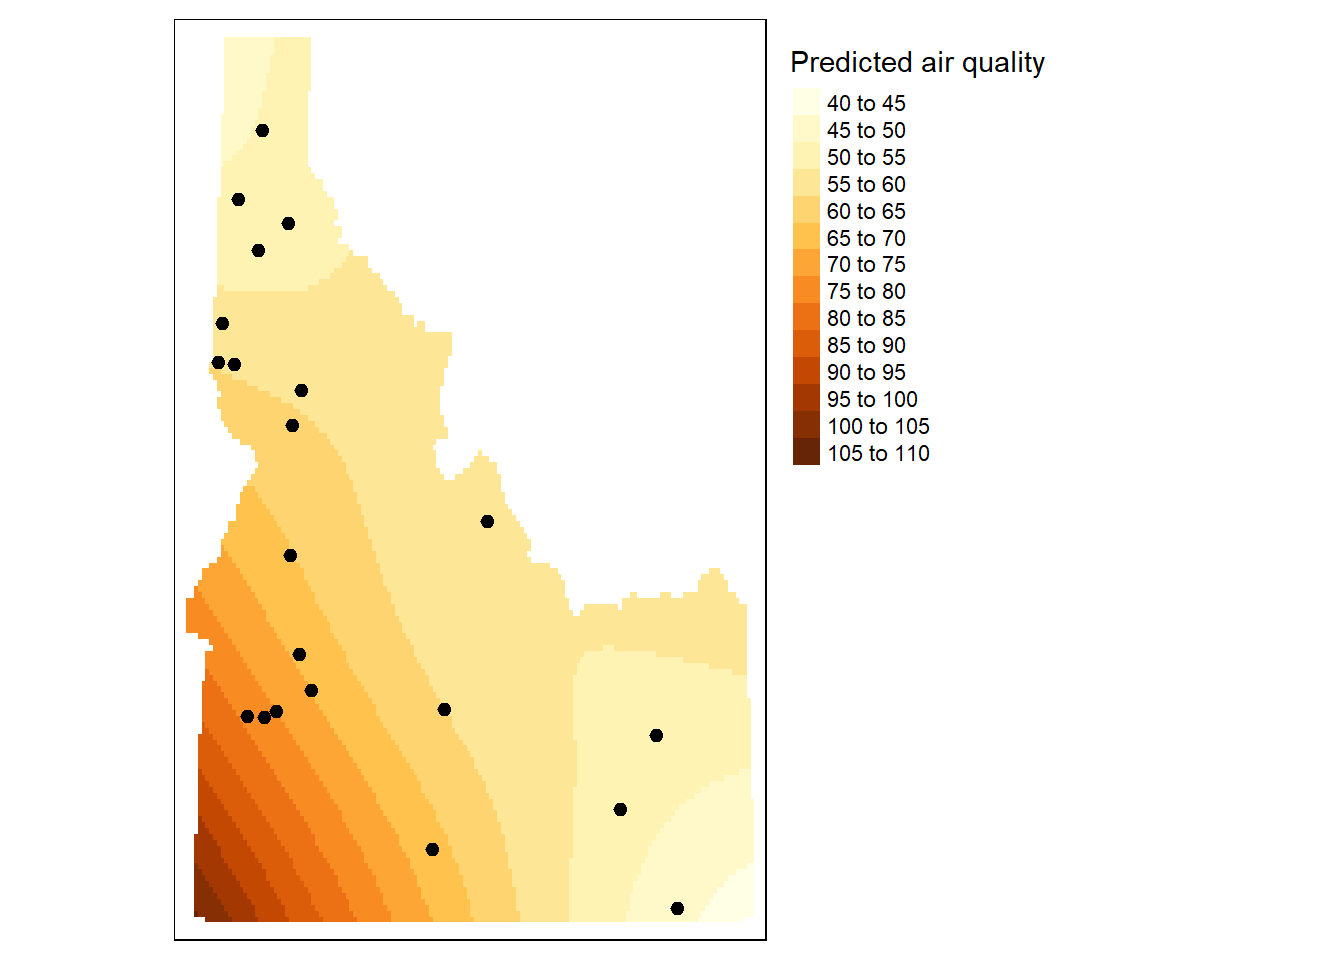 Predicted air quality
40 to 45
45 to 50
50 to 55
55 to 60
60 to 65
65 to 70
70 to 75
75 to 80
80 to 85
85 to 90
90 to 95
95 to 100
100 to 105
105 to 110